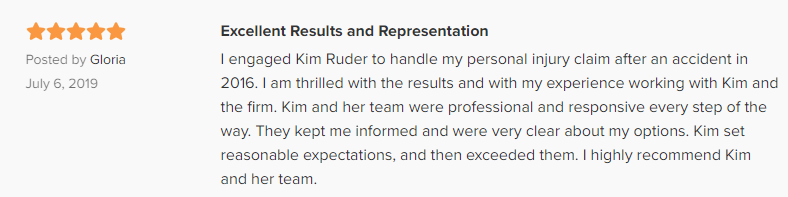 Excellent Results and Representation
Posted by Gloria
July 6, 2019
I engaged Kim Ruder to handle my personal injury claim after an accident in
2016. I am thrilled with the results and with my experience working with Kim and
the firm. Kim and her team were professional and responsive every step of the
way. They kept me informed and were very clear about my options. Kim set
reasonable expectations, and then exceeded them. I highly recommend Kim
and her team.